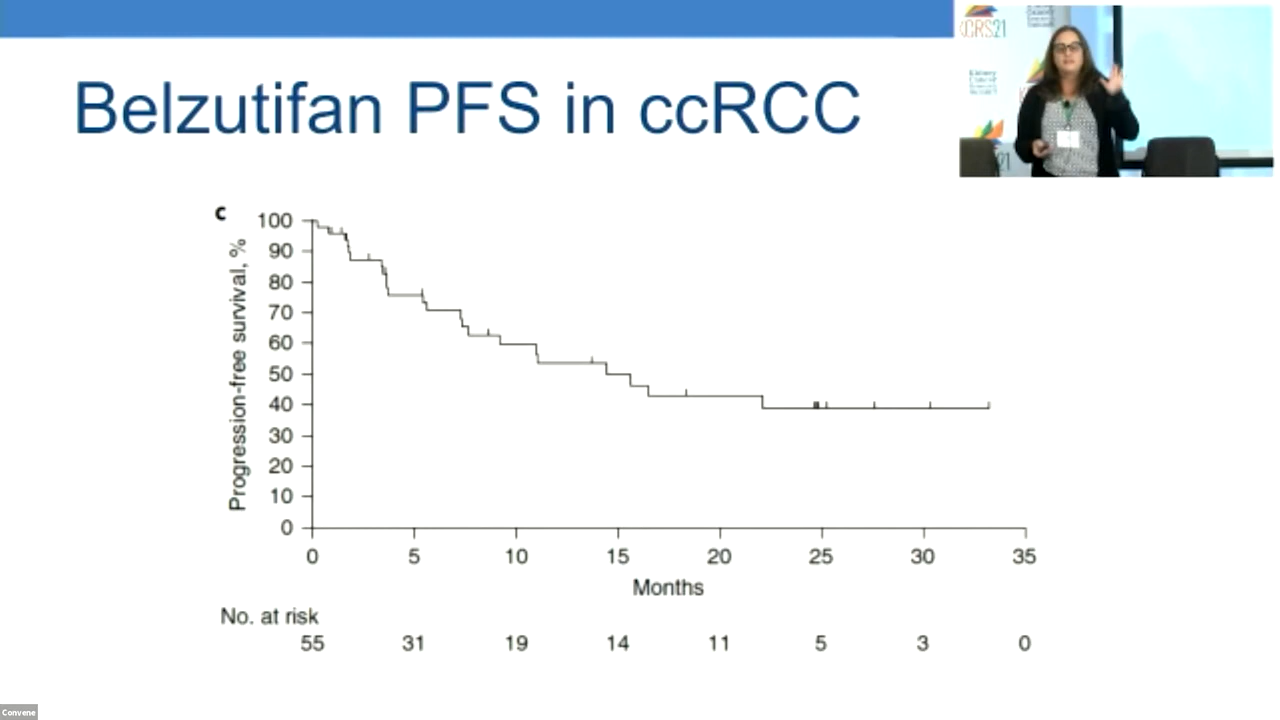 Belzutifan PFS in ccRCC
KCRS21
c
Progression-free survival, %
100
90
80
70
60
50
40
30
20
10
0
0 5 10 15 20 25 30 35
Months
No. at risk
55 31 19 14 11 5 3 0
Convene